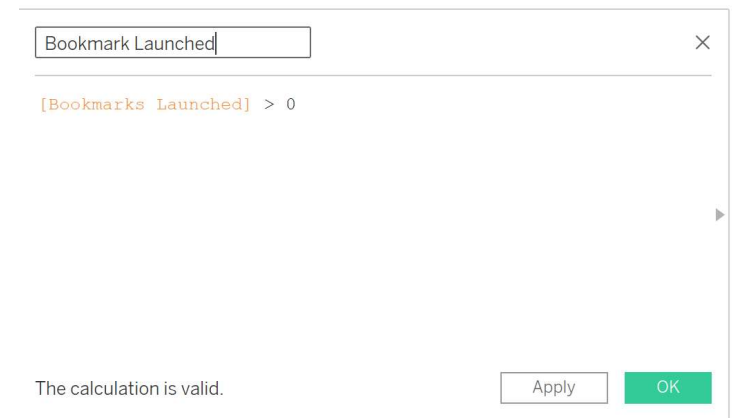 Bookmark Launched
[Bookmarks Launched] > 0
The calculation is valid.
Apply
OK